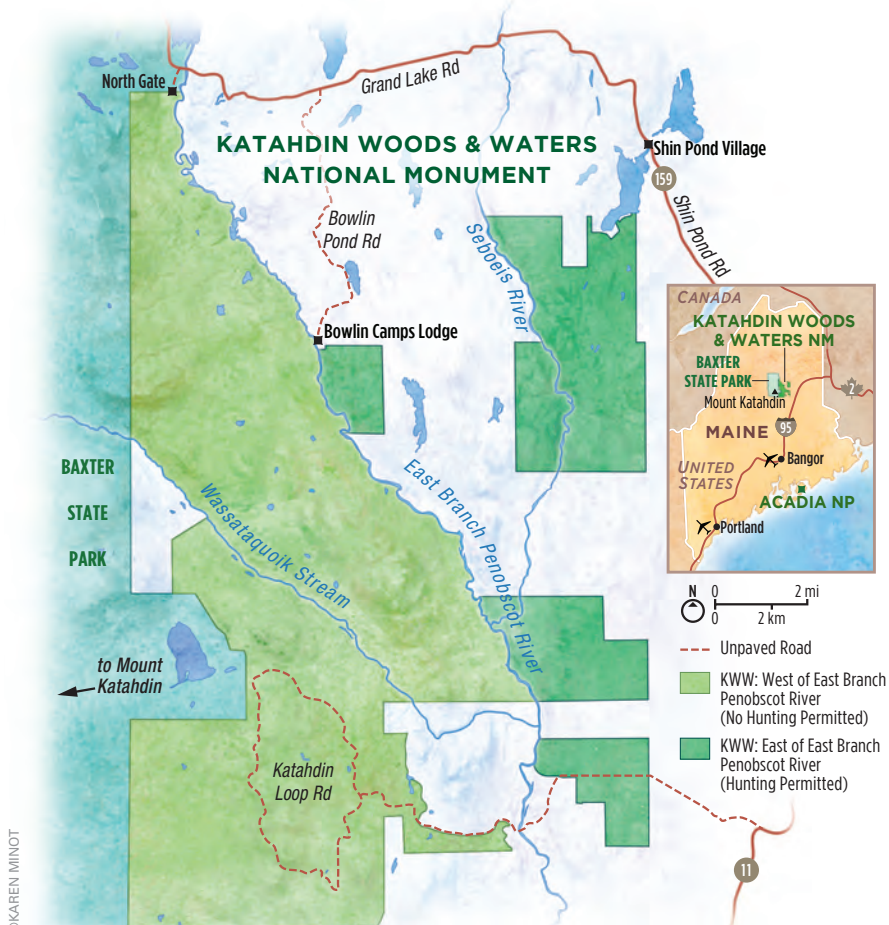 North Gate
Grand Lake Rd
KATAHDIN WOODS & WATERS
NATIONAL MONUMENT
Shin Pond Village
159
Shin Pond Rd
Bowlin
Pond Rd
Seboeis River
Bowlin Camps Lodge
CANADA
KATAHDIN WOODS
& WATERS NM
BAXTER
STATE PARK
Mount Katahdin
2
95
MAINE
UNITED
STATES
Bangor
ACADIA NP
Portland
BAXTER
STATE
PARK
Wassataquoik Stream
East Branch Penobscot River
N
0 2 mi
0 2 km
Unpaved Road
KWW: West of East Branch
Penobscot River
(No Hunting Permitted)
KWW: East of East Branch
Penobscot River
(Hunting Permitted)
to Mount
Katahdin
Katahdin
Loop Rd
11
©KAREN MINOT